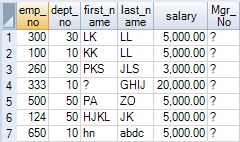 emp_no dept_no first_name last_name salary Mgr_No
1 300 30 LK LL 5,000.00 ?
2 100 10 KK LL 5,000.00 ?
3 260 30 PKS JLS 3,000.00 ?
4 333 10 ? GHIJ 20,000.00 ?
5 500 50 PA ZO 5,000.00 ?
6 124 50 HJKL JK 5,000.00 ?
7 650 10 hn abdc 5,000.00 ?